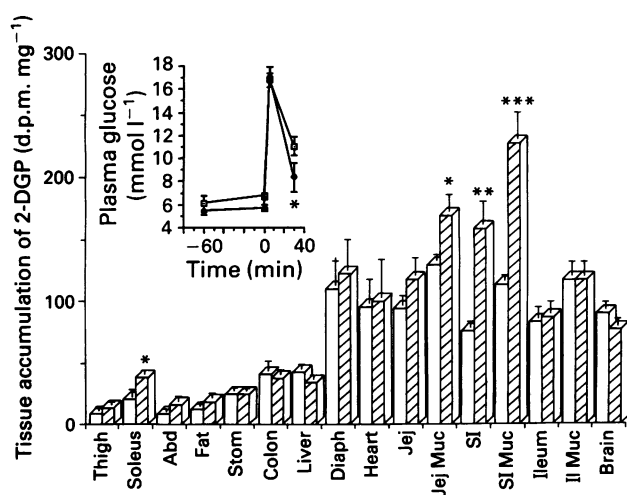 Tissue accumulation of 2-DGP (d.p.m. mg⁻¹)
300
200
100
0
Plasma glucose
(mmol l⁻¹)
18
16
14
12
10
8
6
4
−60
0
40
Time (min)
*
*
*
**
***
Thigh
Soleus
Abd
Fat
Stom
Colon
Liver
Diaph
Heart
Jej
Jej Muc
SI
SI Muc
Ileum
Il Muc
Brain